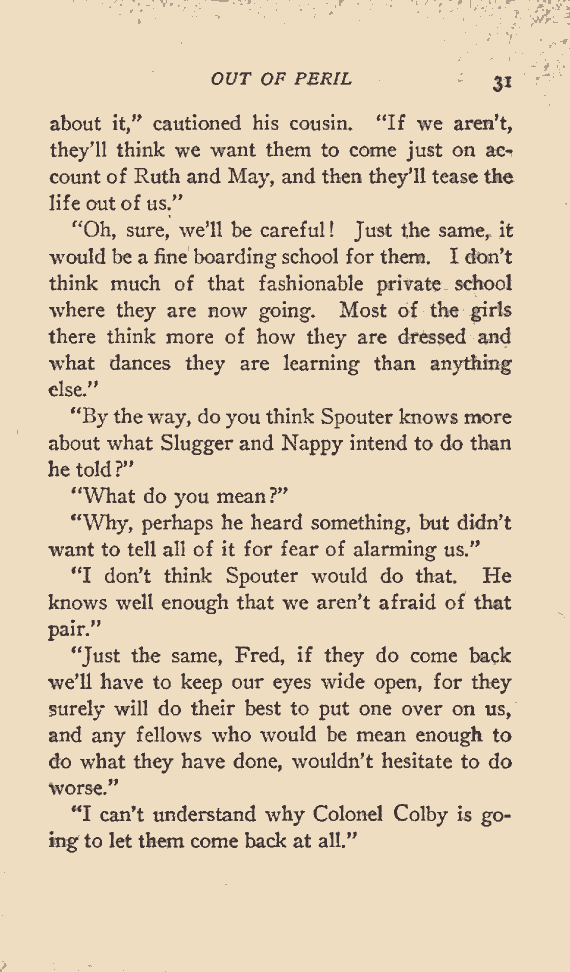 OUT OF PERIL 31
about it,” cautioned his cousin. “If we aren’t,
they’ll think we want them to come just on ac-
count of Ruth and May, and then they’ll tease the
life out of us.”
“Oh, sure, we’ll be careful! Just the same, it
would be a fine boarding school for them. I don’t
think much of that fashionable private school
where they are now going. Most of the girls
there think more of how they are dressed and
what dances they are learning than anything
else.”
“By the way, do you think Spouter knows more
about what Slugger and Nappy intend to do than
he told?”
“What do you mean?”
“Why, perhaps he heard something, but didn’t
want to tell all of it for fear of alarming us.”
“I don’t think Spouter would do that. He
knows well enough that we aren’t afraid of that
pair.”
“Just the same, Fred, if they do come back
we’ll have to keep our eyes wide open, for they
surely will do their best to put one over on us,
and any fellows who would be mean enough to
do what they have done, wouldn’t hesitate to do
worse.”
“I can’t understand why Colonel Colby is go-
ing to let them come back at all.”